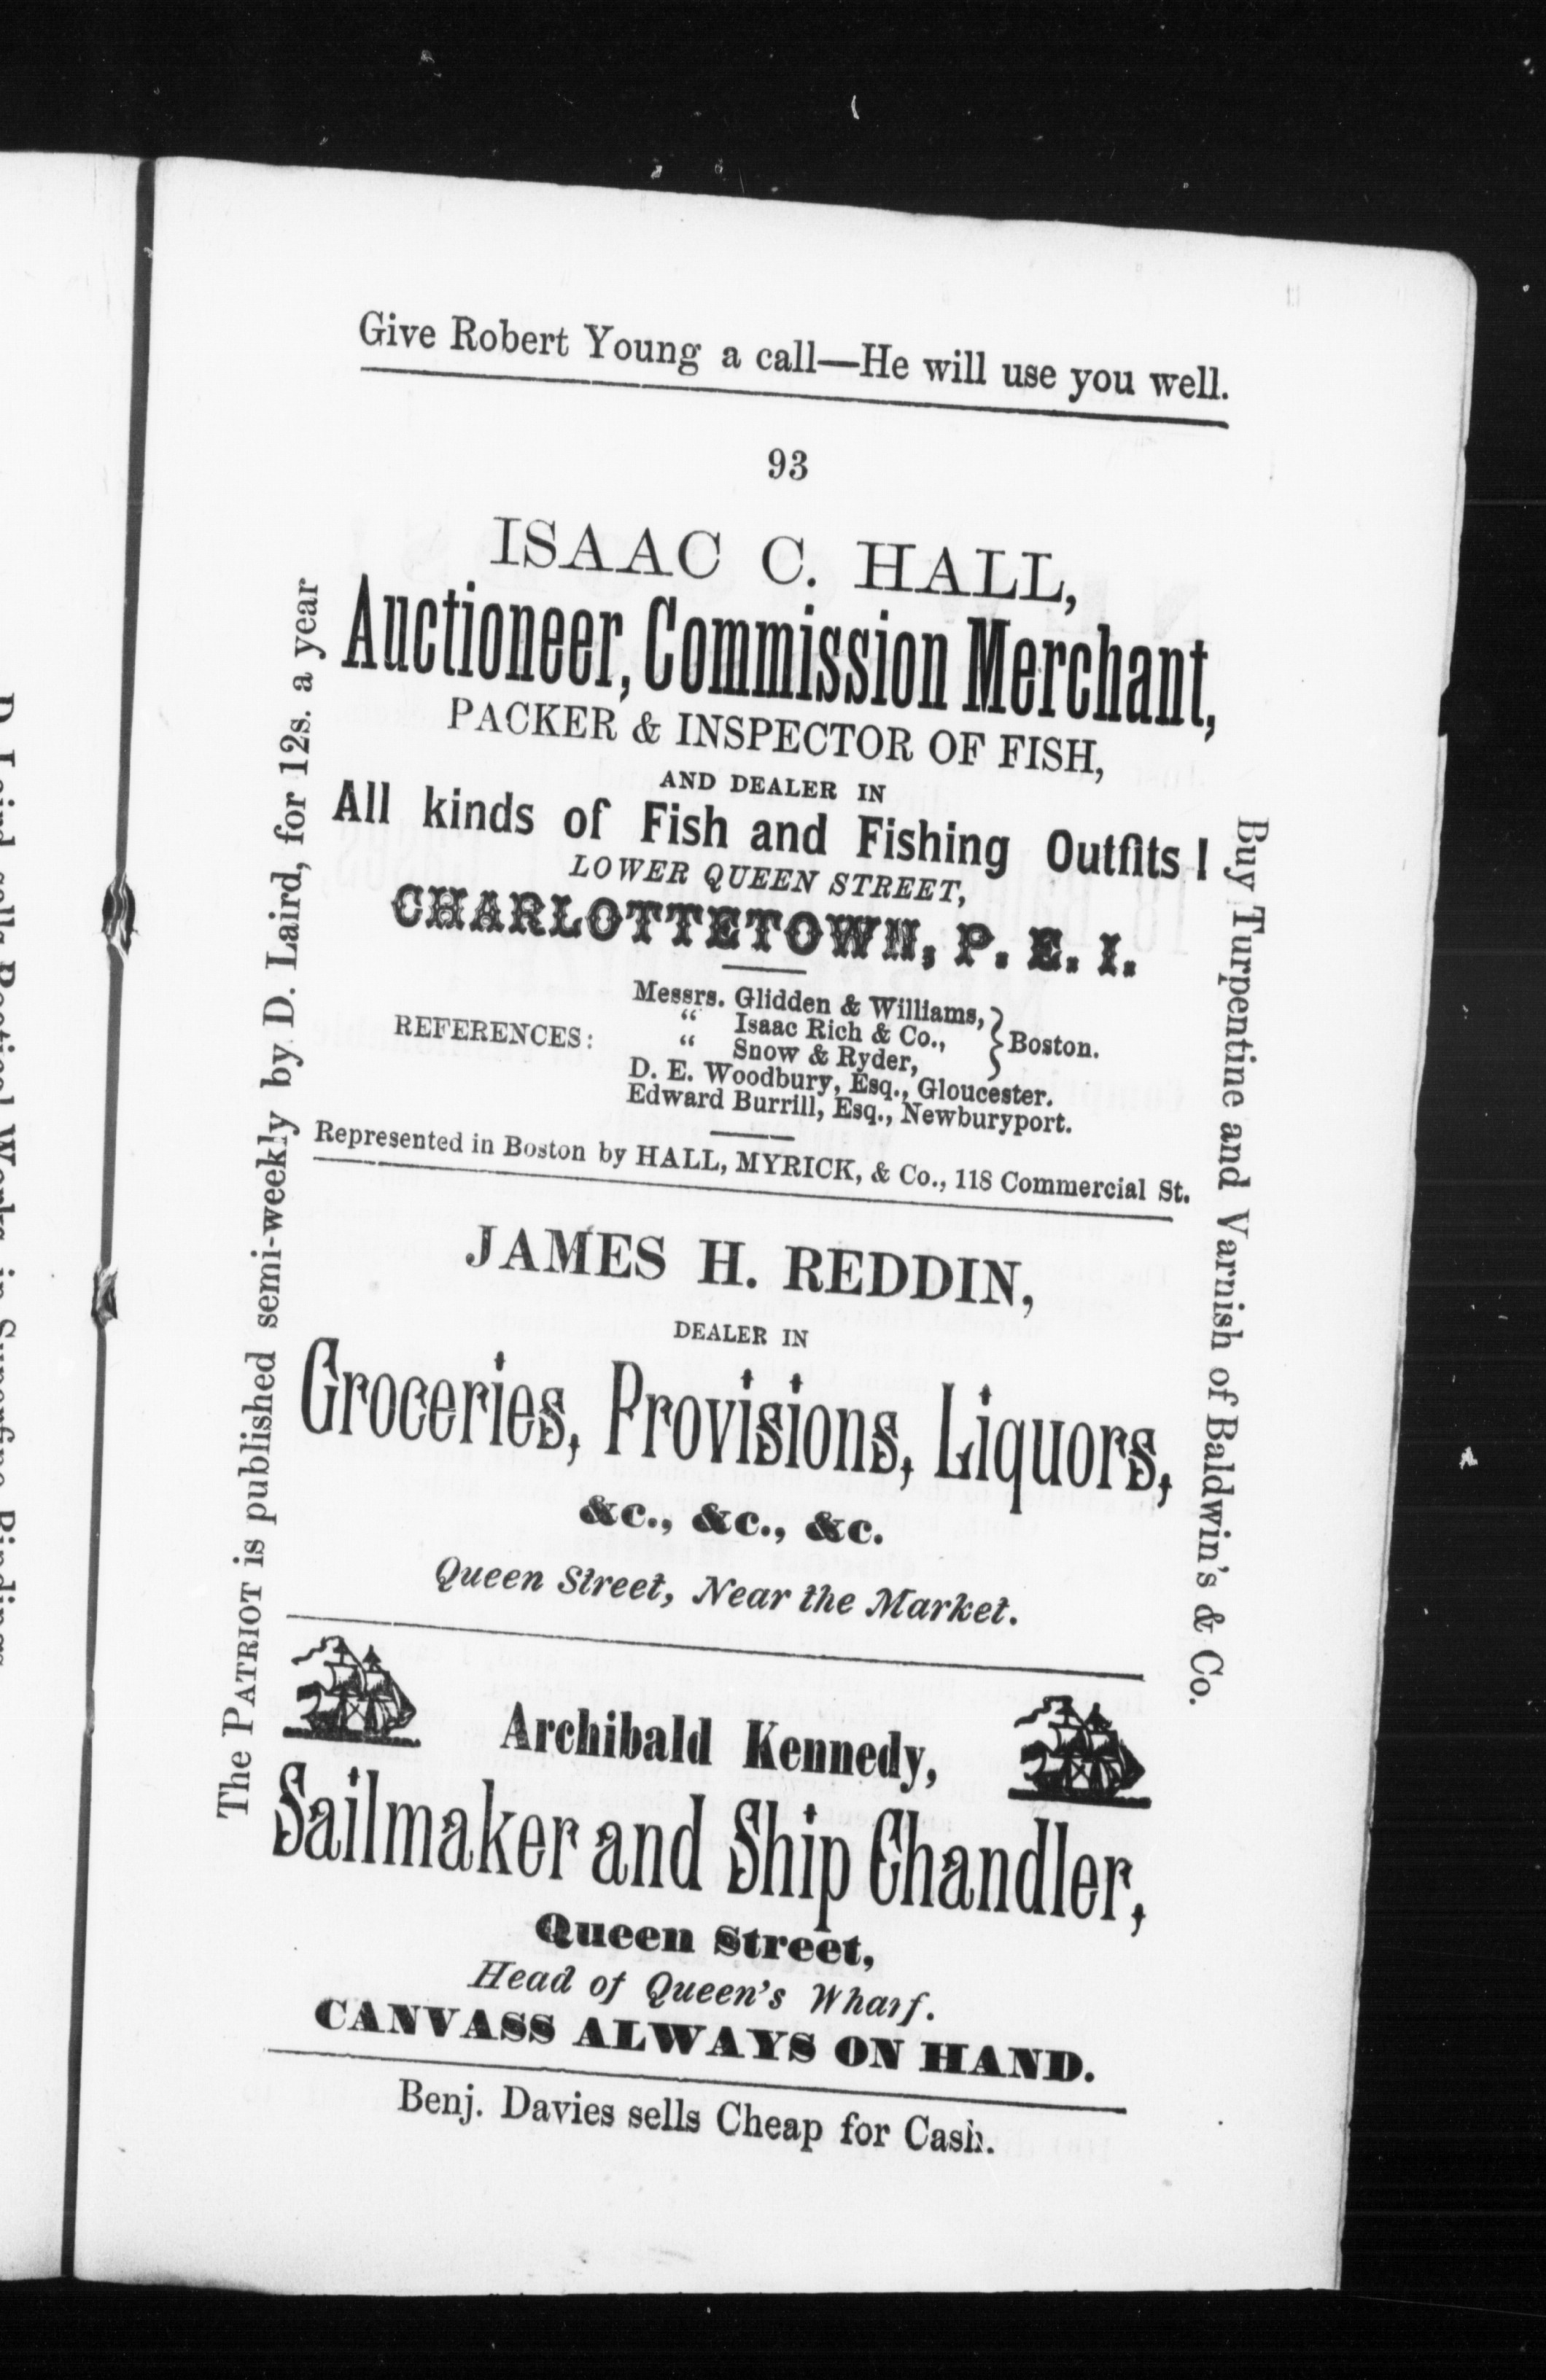 Give Robert Young a call—He will use you well.
93
ISAAC C. HALL,
Auctioneer, Commission Merchant,
PACKER & INSPECTOR OF FISH,
AND DEALER IN
All kinds of Fish and Fishing Outfits !
LOWER QUEEN STREET,
CHARLOTTETOWN, P. E. I.
REFERENCES: Messrs. Glidden & Williams,
" Isaac Rich & Co., } Boston.
" Snow & Ryder,
D. E. Woodbury, Esq., Gloucester.
Edward Burrill, Esq., Newburyport.
Represented in Boston by HALL, MYRICK, & Co., 118 Commercial St.
JAMES H. REDDIN,
DEALER IN
Groceries, Provisions, Liquors,
&c., &c., &c.
Queen Street, Near the Market.
Archibald Kennedy,
Sailmaker and Ship Chandler,
Queen Street,
Head of Queen's Wharf.
CANVASS ALWAYS ON HAND.
Benj. Davies sells Cheap for Cash.
The PATRIOT is published semi-weekly by D. Laird, for 12s. a year
Buy Turpentine and Varnish of Baldwin's & Co.